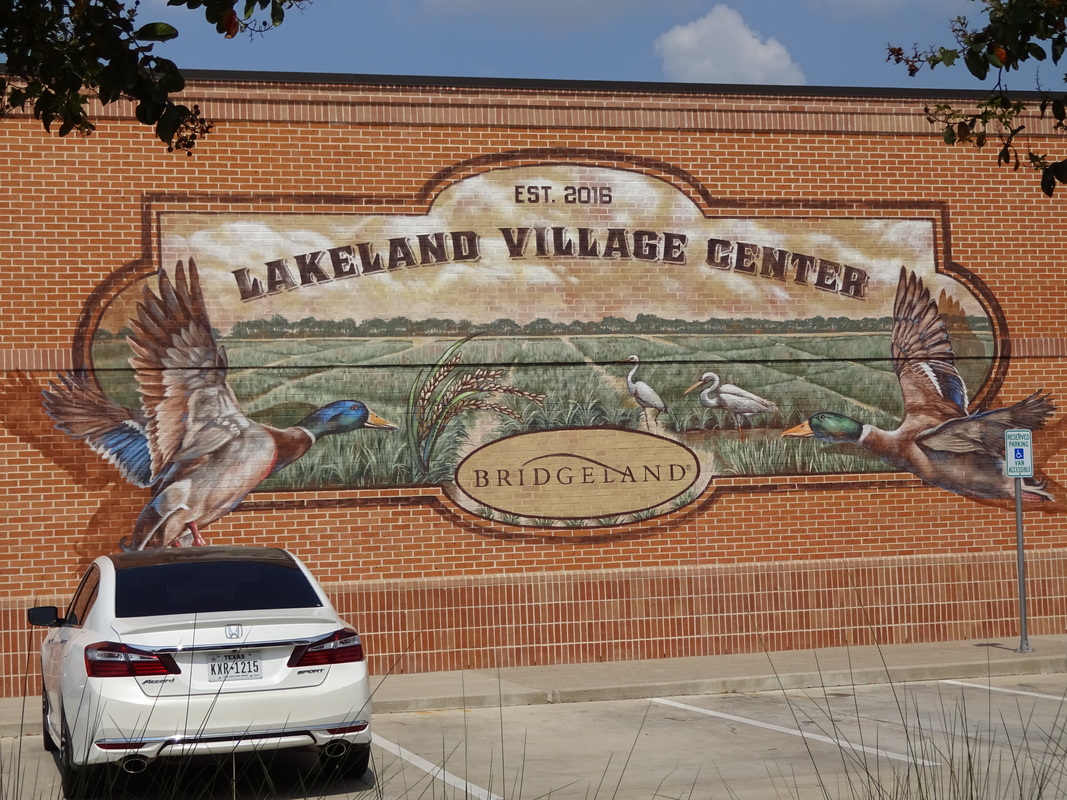 EST. 2016
LAKELAND VILLAGE CENTER
BRIDGELAND®
RESERVED
PARKING
VAN
ACCESSIBLE
TEXAS
KXR★1215
Accord
SPORT